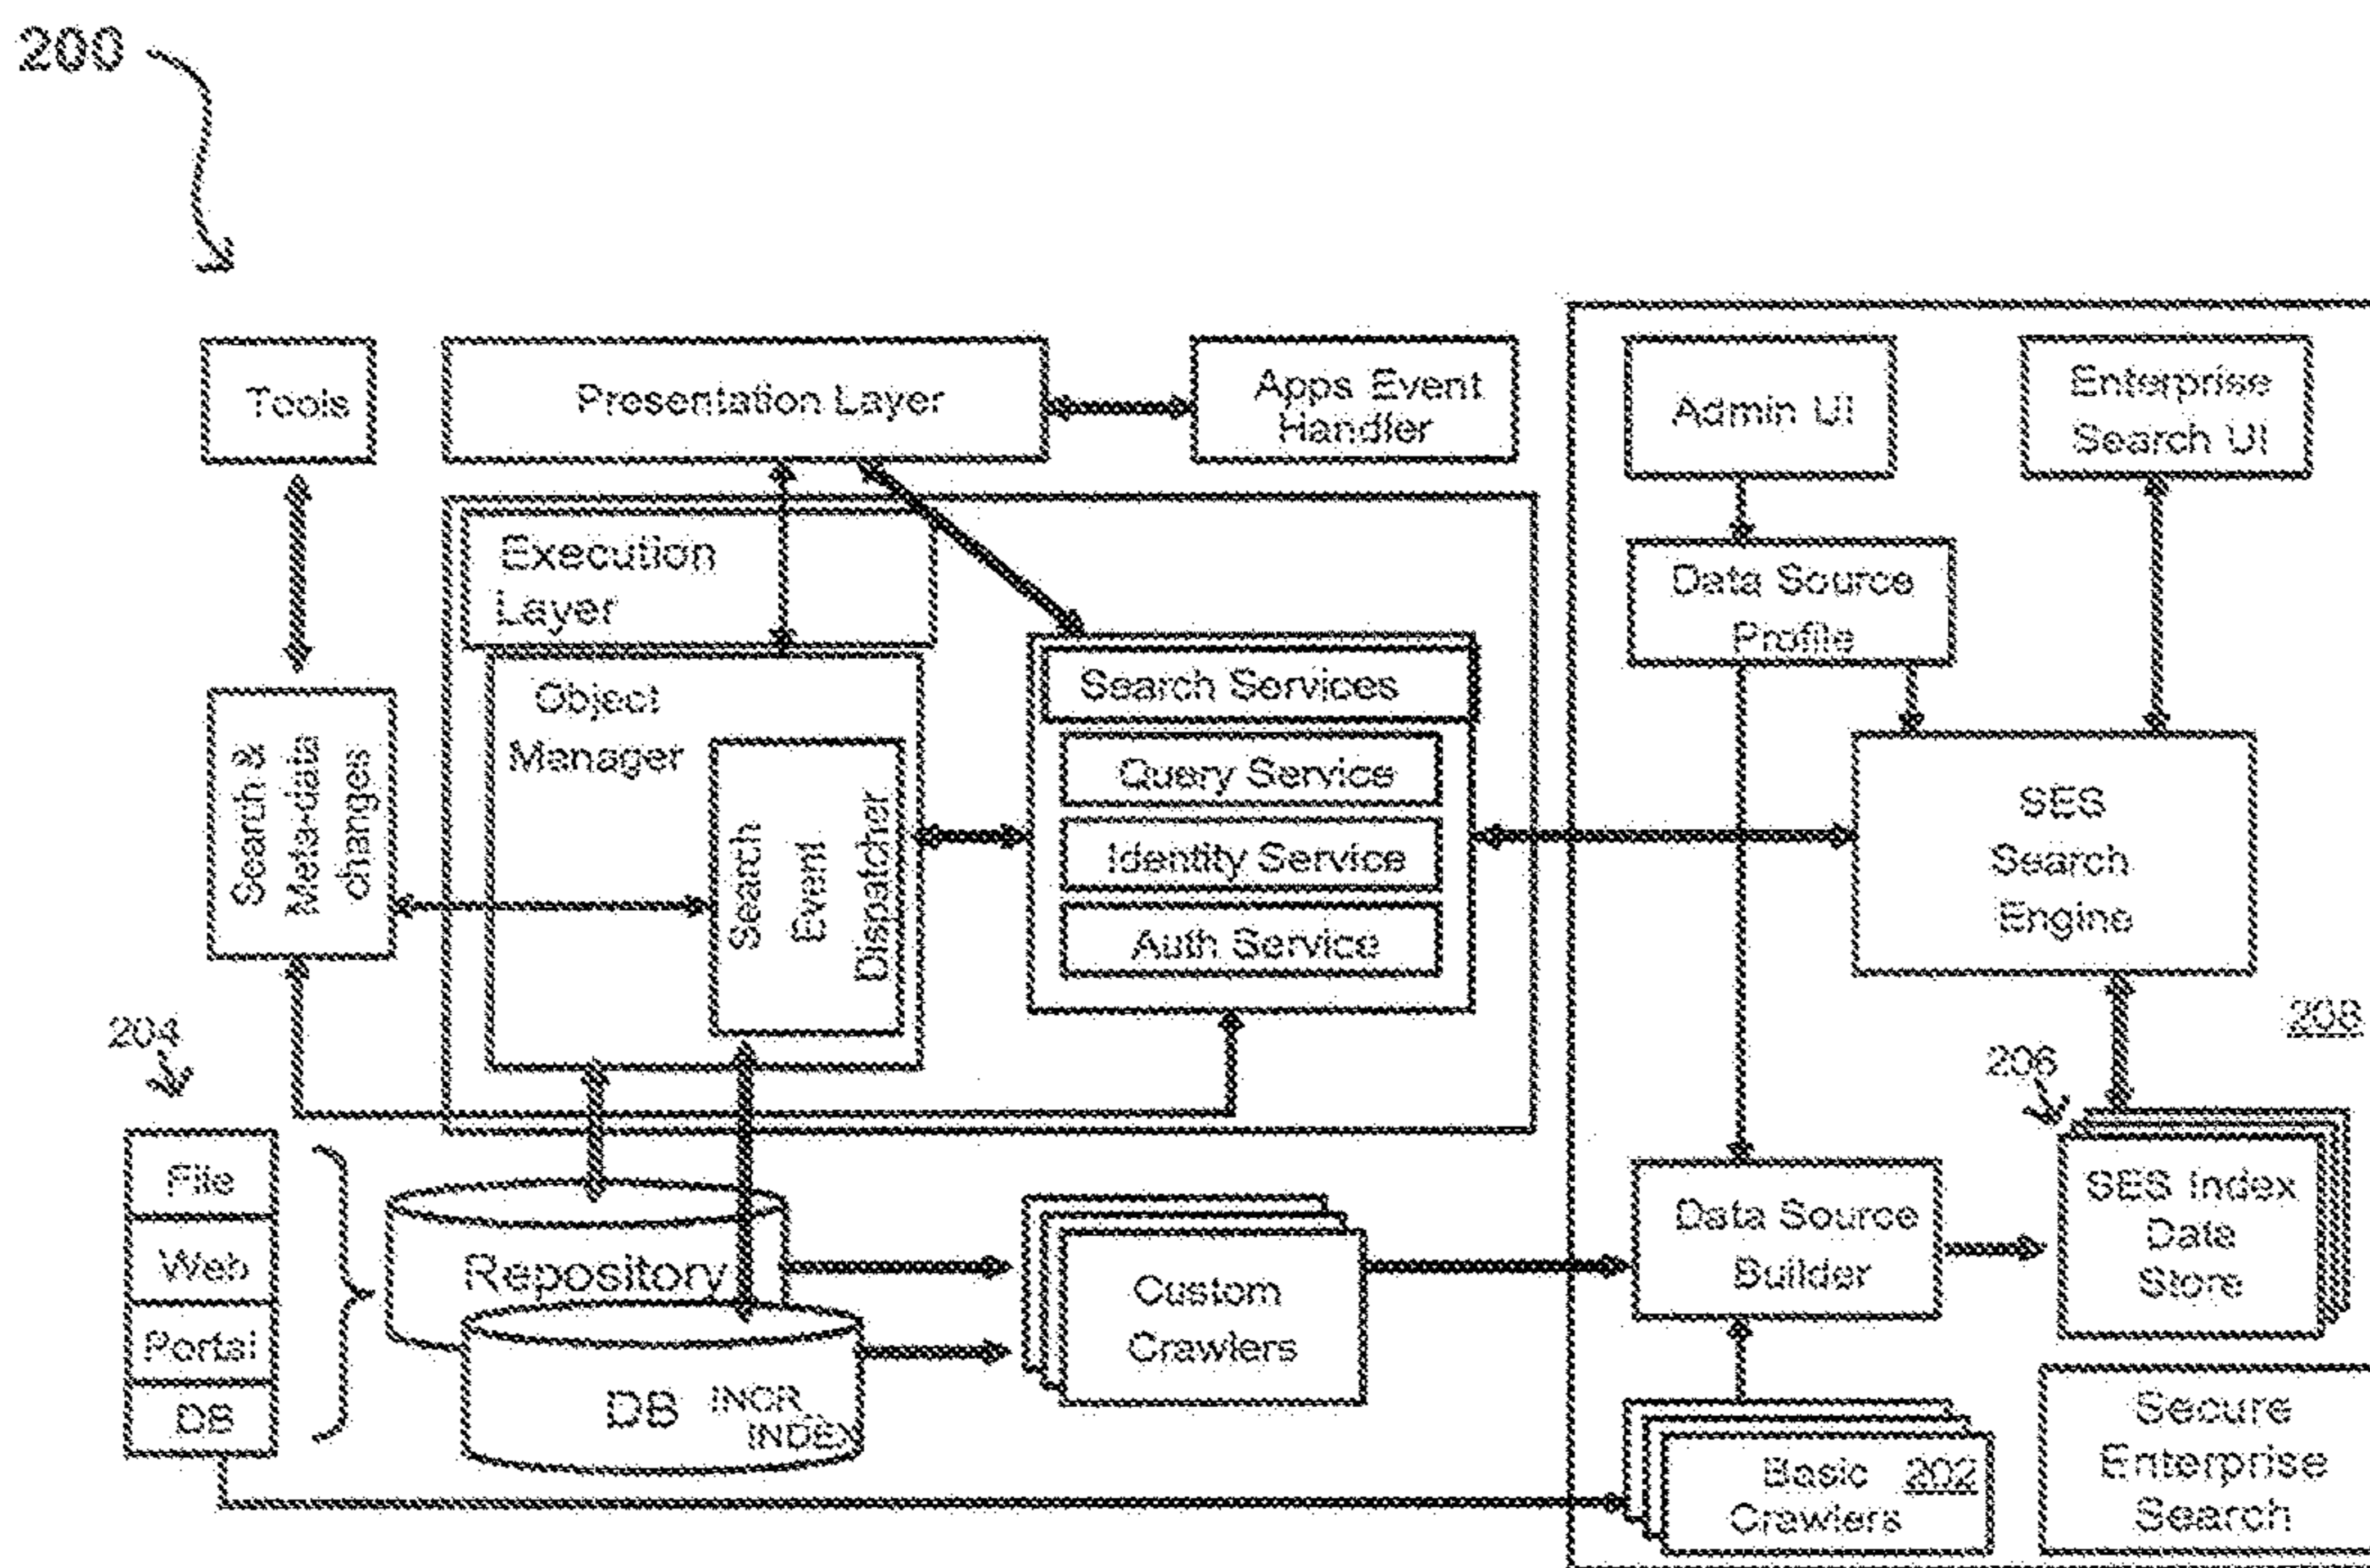 200
Tools
Presentation Layer
Apps Event
Handler
Admin UI
Enterprise
Search UI
Execution
Layer
Data Source
Profile
Object
Manager
Search Services
Query Service
Identity Service
Auth Service
Search &
Meta-data
changes
Search
Event
Dispatcher
SES
Search
Engine
204
208
206
File
Web
Portal
DB
Repository
DB INCR
INDEX
Custom
Crawlers
Data Source
Builder
SES Index
Data
Store
Basic 202
Crawlers
Secure
Enterprise
Search